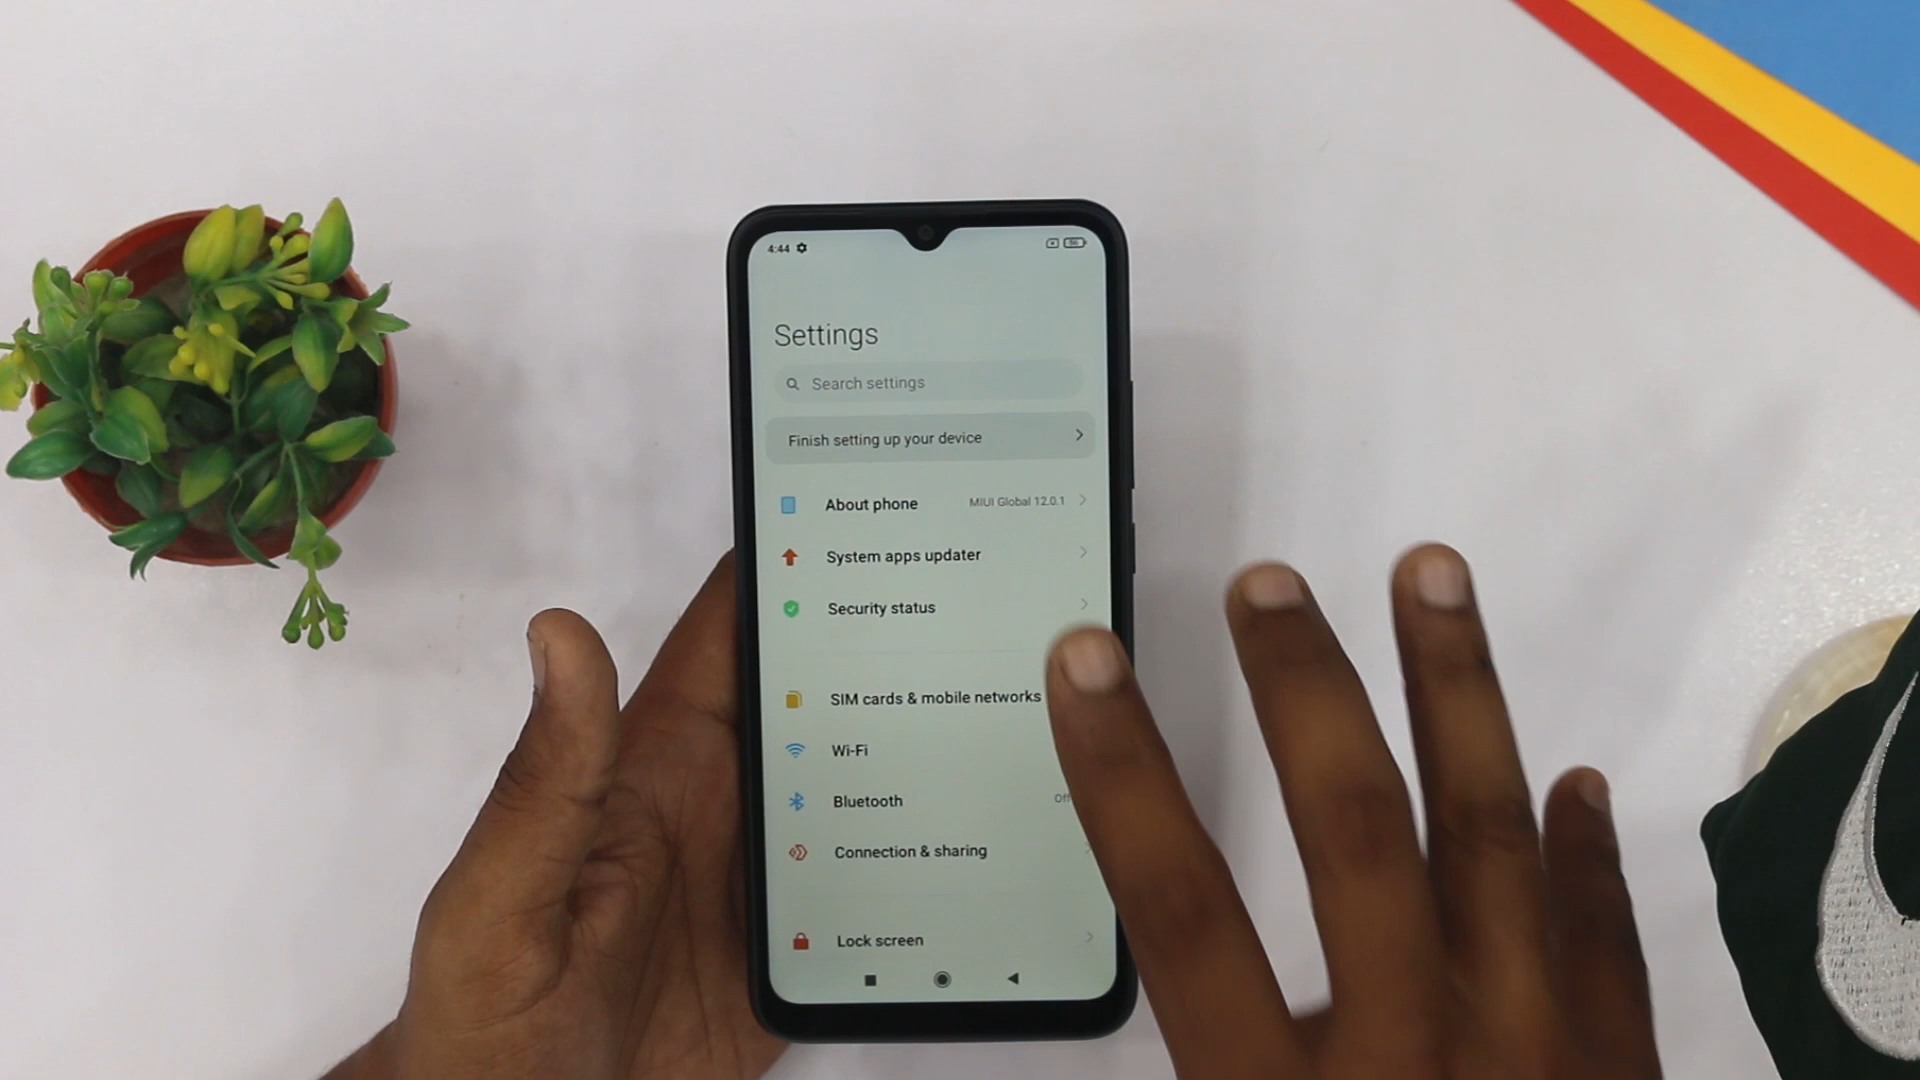 4:44
Settings
Search settings
Finish setting up your device
About phone MIUI Global 12.0.1
System apps updater
Security status
SIM cards & mobile networks
Wi-Fi
Bluetooth Off
Connection & sharing
Lock screen